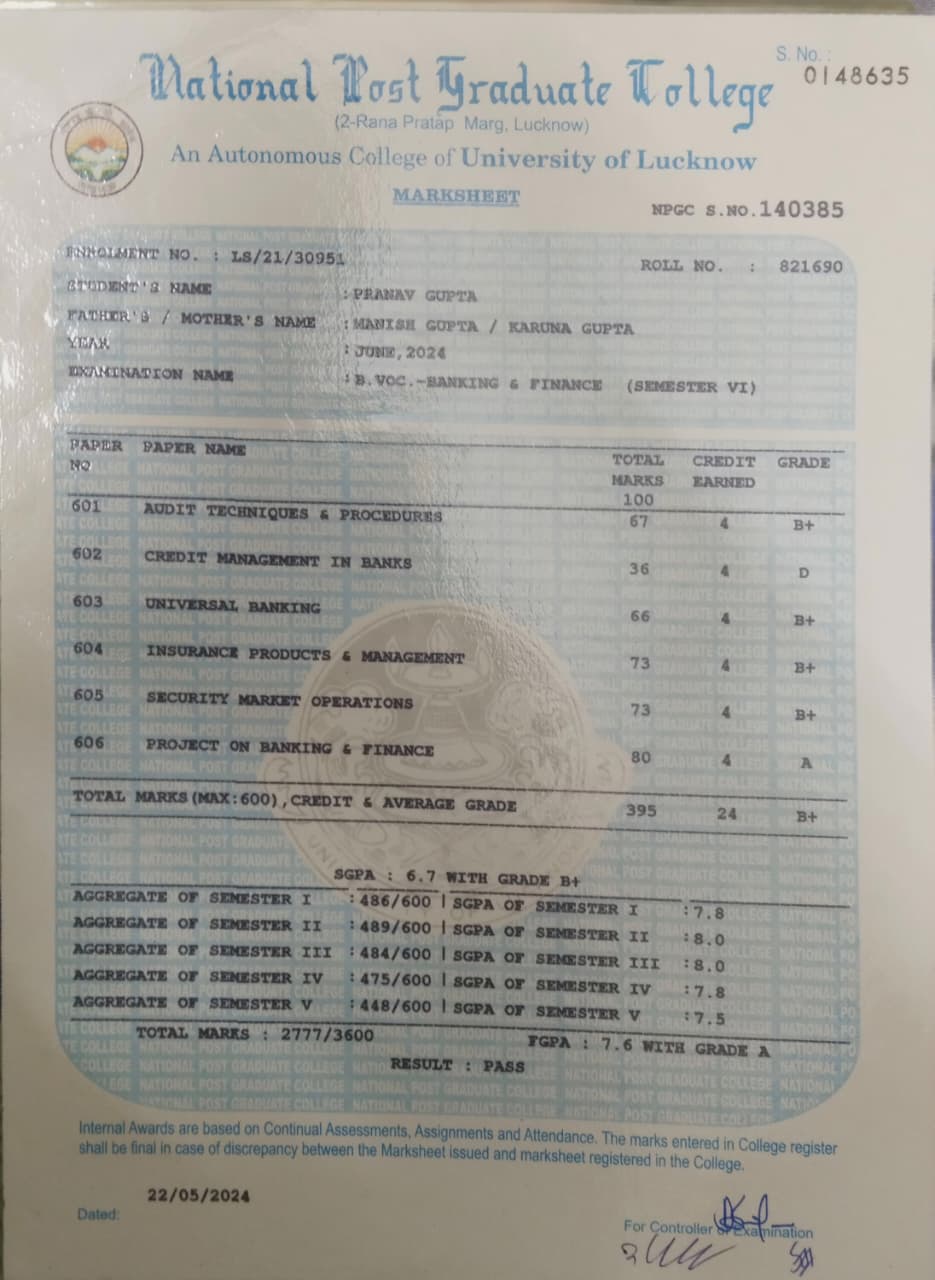 S. No. :
0148635
National Post Graduate College
(2-Rana Pratap Marg, Lucknow)
An Autonomous College of University of Lucknow
MARKSHEET
NPGC S.NO.140385
ENROLMENT NO. : LS/21/30951
ROLL NO. : 821690
STUDENT'S NAME :PRANAV GUPTA
FATHER'S / MOTHER'S NAME :MANISH GUPTA / KARUNA GUPTA
YEAR :JUNE,2024
EXAMINATION NAME :B.VOC.-BANKING & FINANCE (SEMESTER VI)
PAPER PAPER NAME TOTAL CREDIT GRADE
NO MARKS EARNED
100
601 AUDIT TECHNIQUES & PROCEDURES 67 4 B+
602 CREDIT MANAGEMENT IN BANKS 36 4 D
603 UNIVERSAL BANKING 66 4 B+
604 INSURANCE PRODUCTS & MANAGEMENT 73 4 B+
605 SECURITY MARKET OPERATIONS 73 4 B+
606 PROJECT ON BANKING & FINANCE 80 4 A
TOTAL MARKS(MAX:600),CREDIT & AVERAGE GRADE 395 24 B+
SGPA : 6.7 WITH GRADE B+
AGGREGATE OF SEMESTER I :486/600 | SGPA OF SEMESTER I :7.8
AGGREGATE OF SEMESTER II :489/600 | SGPA OF SEMESTER II :8.0
AGGREGATE OF SEMESTER III :484/600 | SGPA OF SEMESTER III :8.0
AGGREGATE OF SEMESTER IV :475/600 | SGPA OF SEMESTER IV :7.8
AGGREGATE OF SEMESTER V :448/600 | SGPA OF SEMESTER V :7.5
TOTAL MARKS : 2777/3600 FGPA : 7.6 WITH GRADE A
RESULT : PASS
Internal Awards are based on Continual Assessments, Assignments and Attendance. The marks entered in College register
shall be final in case of discrepancy between the Marksheet issued and marksheet registered in the College.
22/05/2024
Dated:
For Controller of Examination